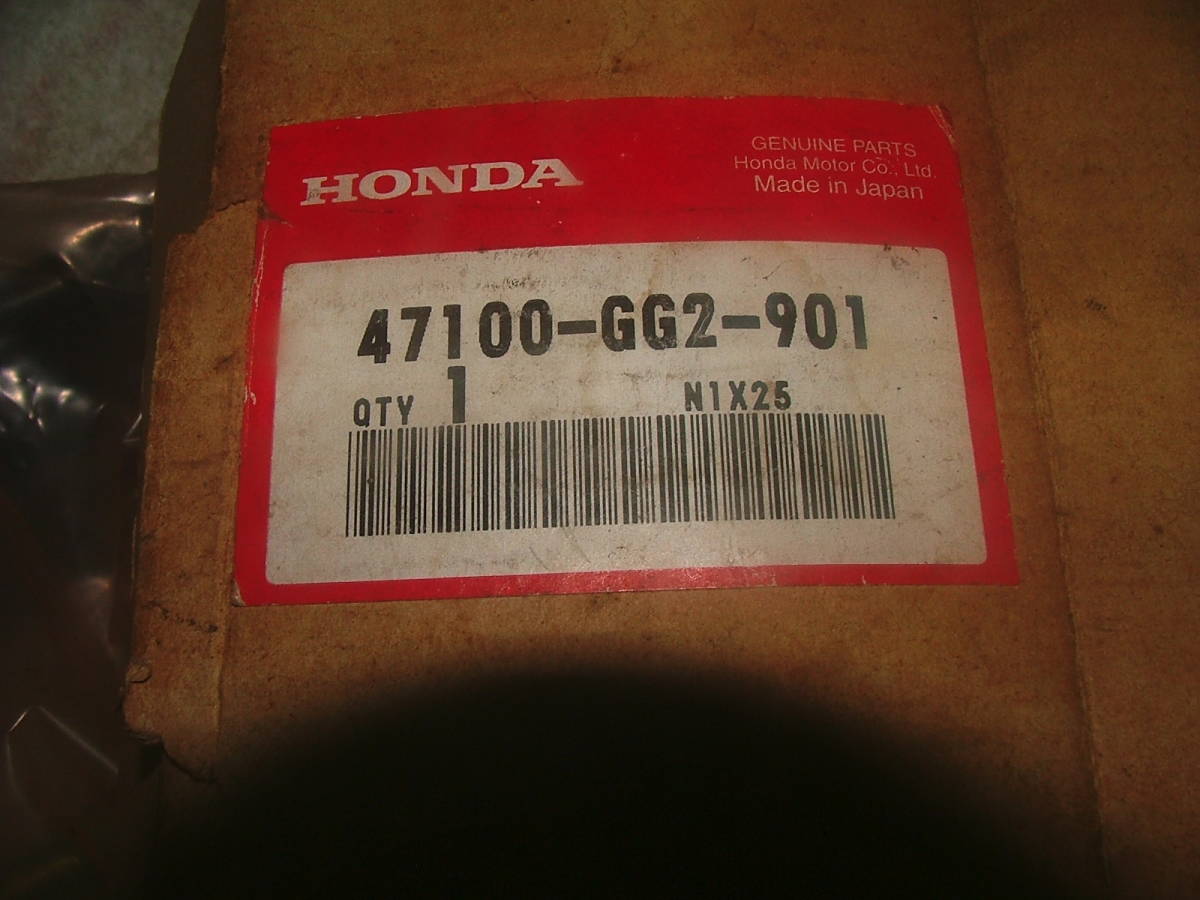 HONDA
GENUINE PARTS
Honda Motor Co., Ltd.
Made in Japan
47100-GG2-901
QTY 1 N1X25